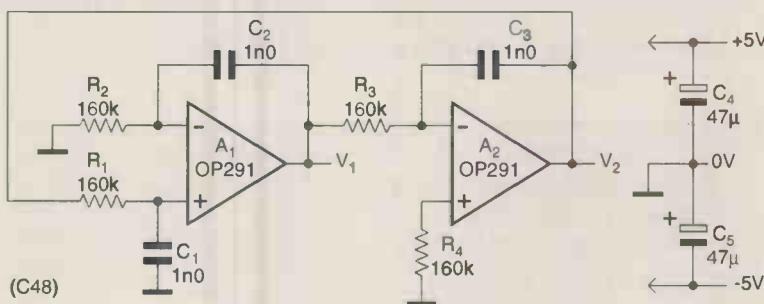 C2
1n0
C3
1n0
+5V
R2
160k
R3
160k
+
C4
47µ
−
A1
OP291
−
A2
OP291
R1
160k
V1
V2
0V
+
+
+
C1
1n0
R4
160k
C5
47µ
(C48)
-5V